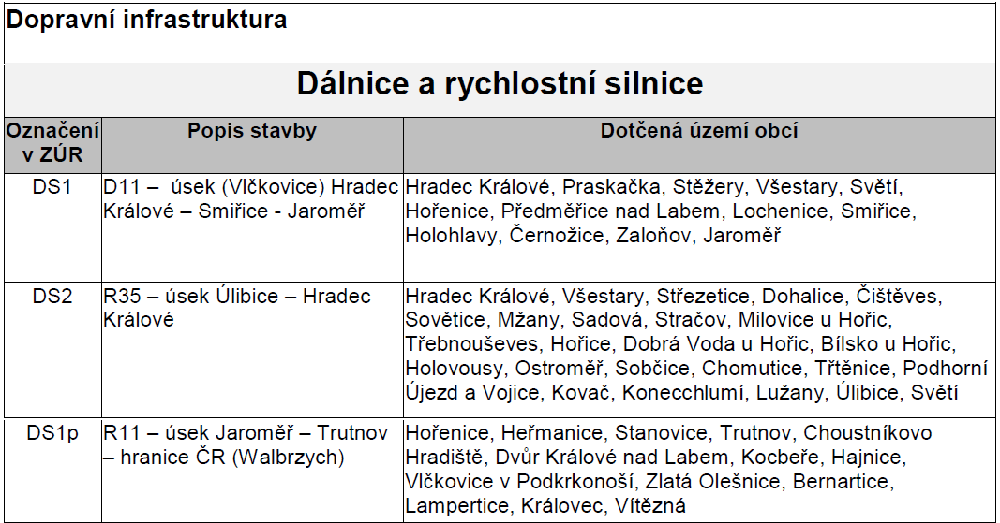 Dopravní infrastruktura
Dálnice a rychlostní silnice
Označení v ZÚR
Popis stavby
Dotčená území obcí
DS1
D11 – úsek (Vlčkovice) Hradec
Králové – Smiřice - Jaroměř
Hradec Králové, Praskačka, Stěžery, Všestary, Světí,
Hořenice, Předměřice nad Labem, Lochenice, Smiřice,
Holohlavy, Černožice, Zaloňov, Jaroměř
DS2
R35 – úsek Úlibice – Hradec
Králové
Hradec Králové, Všestary, Střezetice, Dohalice, Čištěves,
Sovětice, Mžany, Sadová, Stračov, Milovice u Hořic,
Třebnouševes, Hořice, Dobrá Voda u Hořic, Bílsko u Hořic,
Holovousy, Ostroměř, Sobčice, Chomutice, Třtěnice, Podhorní
Újezd a Vojice, Kovač, Konecchlumí, Lužany, Úlibice, Světí
DS1p
R11 – úsek Jaroměř – Trutnov
– hranice ČR (Walbrzych)
Hořenice, Heřmanice, Stanovice, Trutnov, Choustníkovo
Hradiště, Dvůr Králové nad Labem, Kocbeře, Hajnice,
Vlčkovice v Podkrkonoší, Zlatá Olešnice, Bernartice,
Lampertice, Královec, Vítězná